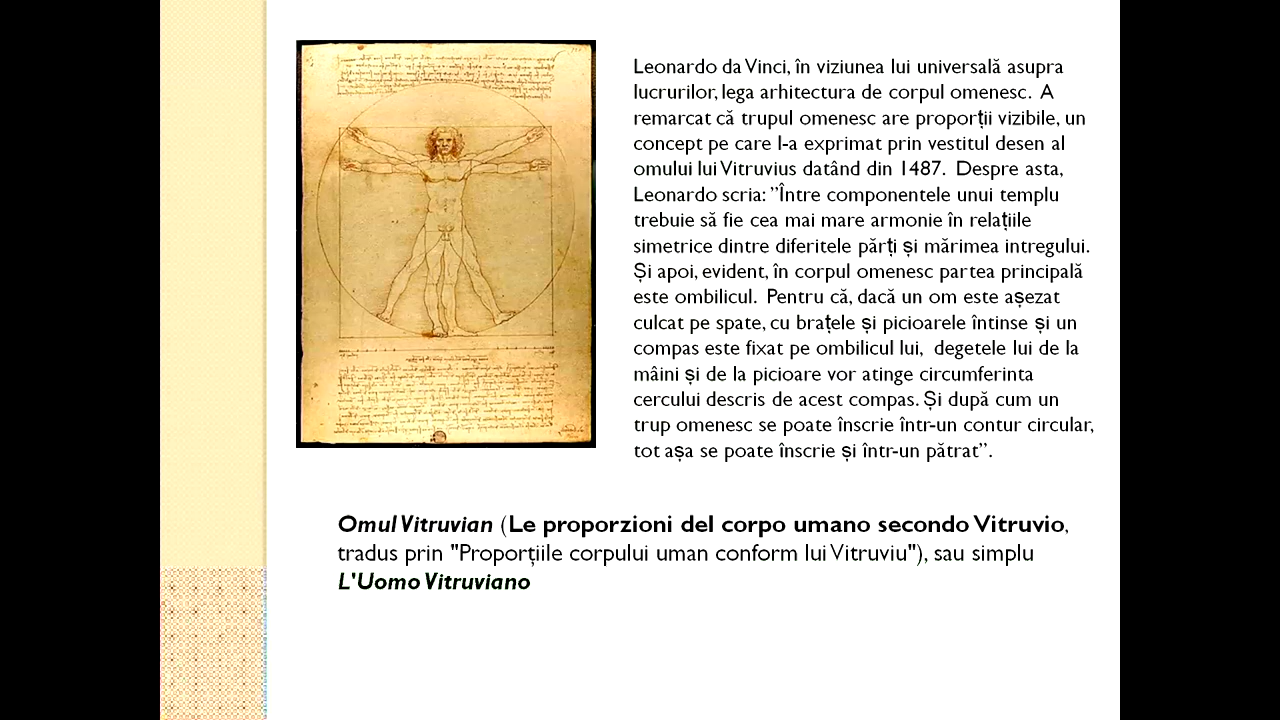 Leonardo da Vinci, în viziunea lui universală asupra
lucrurilor, lega arhitectura de corpul omenesc. A
remarcat că trupul omenesc are proporții vizibile, un
concept pe care l-a exprimat prin vestitul desen al
omului lui Vitruvius datând din 1487. Despre asta,
Leonardo scria: ”Între componentele unui templu
trebuie să fie cea mai mare armonie în relațiile
simetrice dintre diferitele părți și mărimea intregului.
Și apoi, evident, în corpul omenesc partea principală
este ombilicul. Pentru că, dacă un om este așezat
culcat pe spate, cu brațele și picioarele întinse și un
compas este fixat pe ombilicul lui, degetele lui de la
mâini și de la picioare vor atinge circumferinta
cercului descris de acest compas. Și după cum un
trup omenesc se poate înscrie într-un contur circular,
tot așa se poate înscrie și într-un pătrat”.
Omul Vitruvian (Le proporzioni del corpo umano secondo Vitruvio,
tradus prin "Proporțiile corpului uman conform lui Vitruviu"), sau simplu
L'Uomo Vitruviano